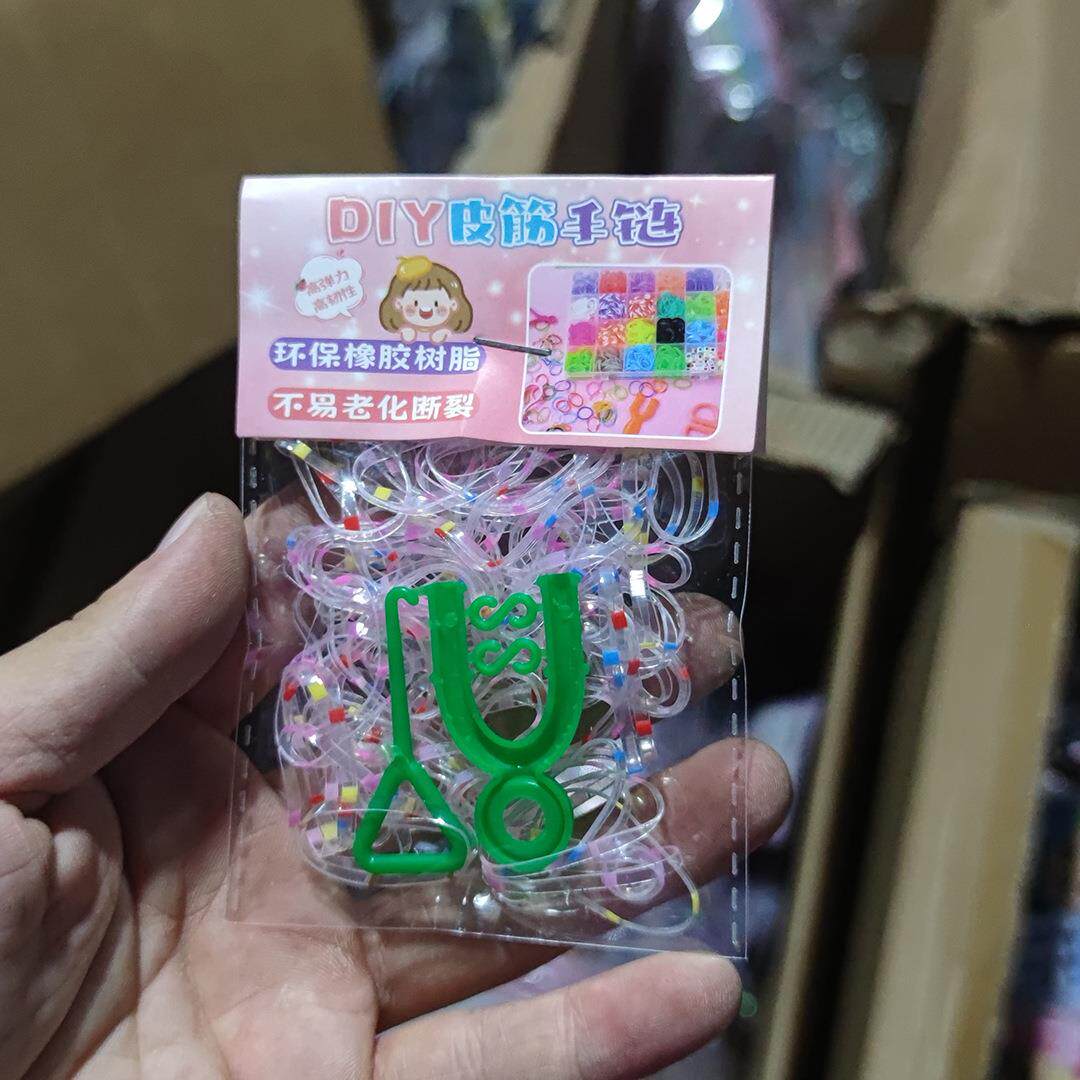 DIY皮筋手链
高弹力
高韧性
环保橡胶树脂
不易老化断裂